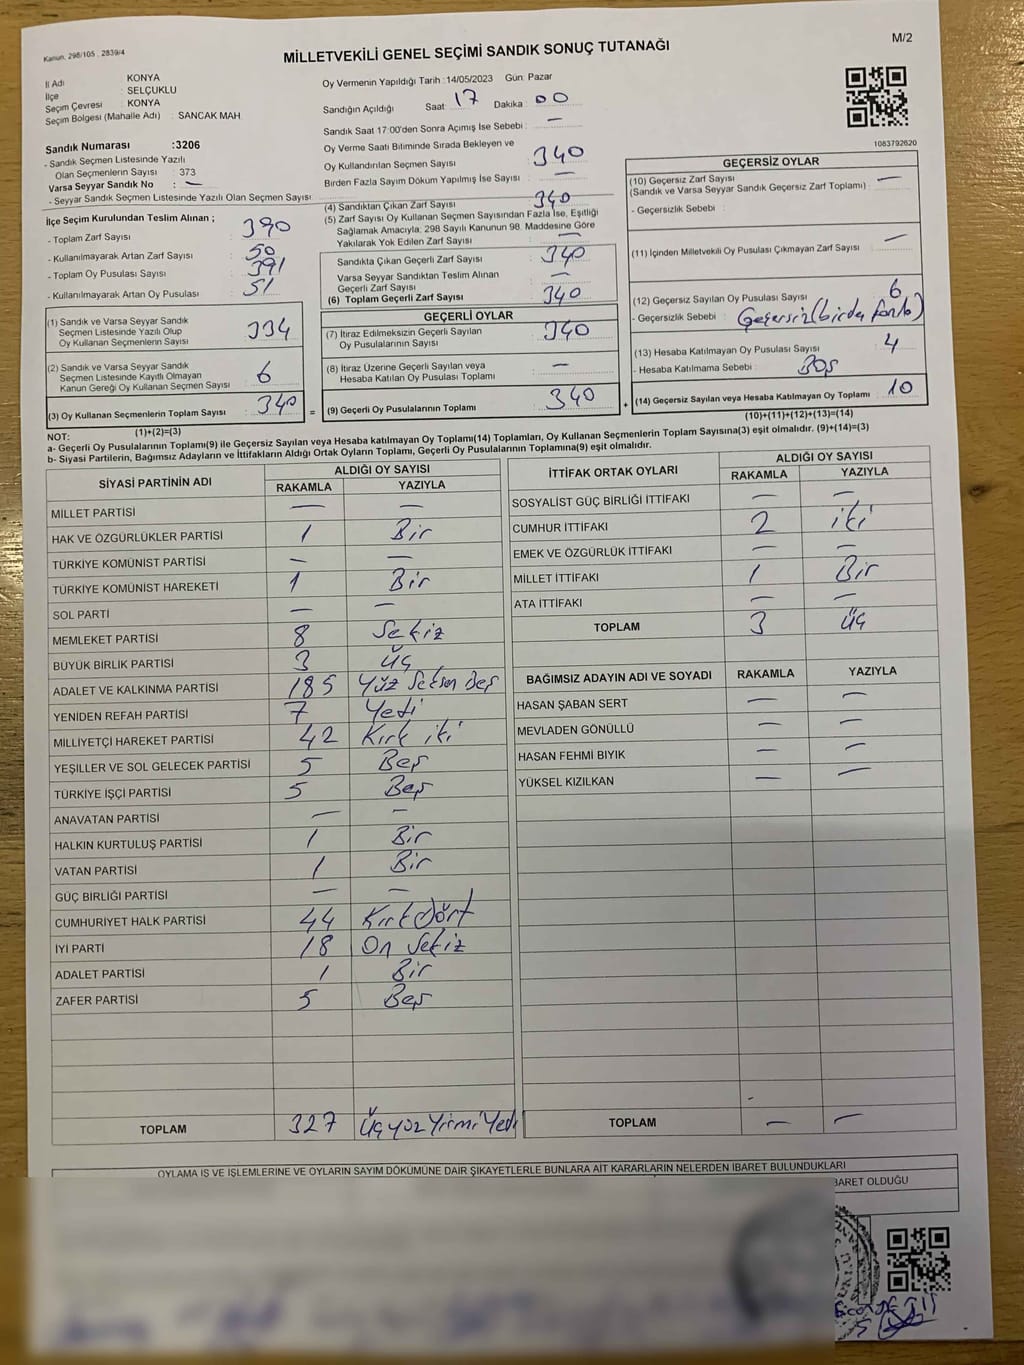 Kanun. 298/105 , 2839/4
MİLLETVEKİLİ GENEL SEÇİMİ SANDIK SONUÇ TUTANAĞI
M/2
İl Adı : KONYA
İlçe : SELÇUKLU
Seçim Çevresi : KONYA
Seçim Bölgesi (Mahalle Adı) : SANCAK MAH
Sandık Numarası :3206
- Sandık Seçmen Listesinde Yazılı
Olan Seçmenlerin Sayısı : 373
Varsa Seyyar Sandık No : —
- Seyyar Sandık Seçmen Listesinde Yazılı Olan Seçmen Sayısı
İlçe Seçim Kurulundan Teslim Alınan ;
- Toplam Zarf Sayısı : 390
- Kullanılmayarak Artan Zarf Sayısı : 50
- Toplam Oy Pusulası Sayısı : 391
- Kullanılmayarak Artan Oy Pusulası : 51
(1) Sandık ve Varsa Seyyar Sandık
Seçmen Listesinde Yazılı Olup
Oy Kullanan Seçmenlerin Sayısı : 334
(2) Sandık ve Varsa Seyyar Sandık
Seçmen Listesinde Kayıtlı Olmayan
Kanun Gereği Oy Kullanan Seçmen Sayısı : 6
(3) Oy Kullanan Seçmenlerin Toplam Sayısı : 340
(1)+(2)=(3)
Oy Vermenin Yapıldığı Tarih :14/05/2023 Gün: Pazar
Sandığın Açıldığı Saat: 17 Dakika : 00
Sandık Saat 17:00'den Sonra Açımış İse Sebebi : —
Oy Verme Saati Bitiminde Sırada Bekleyen ve
Oy Kullandırılan Seçmen Sayısı : 340
Birden Fazla Sayım Döküm Yapılmış İse Sayısı : —
(4) Sandıktan Çıkan Zarf Sayısı : 340
(5) Zarf Sayısı Oy Kullanan Seçmen Sayısından Fazla İse, Eşitliği
Sağlamak Amacıyla; 298 Sayılı Kanunun 98. Maddesine Göre
Yakılarak Yok Edilen Zarf Sayısı : —
Sandıkta Çıkan Geçerli Zarf Sayısı : 340
Varsa Seyyar Sandıktan Teslim Alınan
Geçerli Zarf Sayısı : —
(6) Toplam Geçerli Zarf Sayısı : 340
GEÇERLİ OYLAR
(7) İtiraz Edilmeksizin Geçerli Sayılan
Oy Pusulalarının Sayısı : 340
(8) İtiraz Üzerine Geçerli Sayılan veya
Hesaba Katılan Oy Pusulası Toplamı : —
= (9) Geçerli Oy Pusulalarının Toplamı : 340 +
1083792620
GEÇERSİZ OYLAR
(10) Geçersiz Zarf Sayısı : —
(Sandık ve Varsa Seyyar Sandık Geçersiz Zarf Toplamı)
- Geçersizlik Sebebi :
(11) İçinden Milletvekili Oy Pusulası Çıkmayan Zarf Sayısı : —
(12) Geçersiz Sayılan Oy Pusulası Sayısı : 6
- Geçersizlik Sebebi : Geçersiz (birden fazla)
(13) Hesaba Katılmayan Oy Pusulası Sayısı : 4
- Hesaba Katılmama Sebebi : Boş
(14) Geçersiz Sayılan veya Hesaba Katılmayan Oy Toplamı : 10
(10)+(11)+(12)+(13)=(14)
NOT:
a- Geçerli Oy Pusulalarının Toplamı(9) ile Geçersiz Sayılan veya Hesaba katılmayan Oy Toplamı(14) Toplamları, Oy Kullanan Seçmenlerin Toplam Sayısına(3) eşit olmalıdır. (9)+(14)=(3)
b- Siyasi Partilerin, Bağımsız Adayların ve İttifakların Aldığı Ortak Oyların Toplamı, Geçerli Oy Pusulalarının Toplamına(9) eşit olmalıdır.
SİYASİ PARTİNİN ADI ALDIĞI OY SAYISI
RAKAMLA YAZIYLA
MİLLET PARTİSİ — —
HAK VE ÖZGÜRLÜKLER PARTİSİ 1 Bir
TÜRKİYE KOMÜNİST PARTİSİ — —
TÜRKİYE KOMÜNİST HAREKETİ 1 Bir
SOL PARTİ — —
MEMLEKET PARTİSİ 8 Sekiz
BÜYÜK BİRLİK PARTİSİ 3 Üç
ADALET VE KALKINMA PARTİSİ 185 Yüz Seksen Beş
YENİDEN REFAH PARTİSİ 7 Yedi
MİLLİYETÇİ HAREKET PARTİSİ 42 Kırk iki
YEŞİLLER VE SOL GELECEK PARTİSİ 5 Beş
TÜRKİYE İŞÇİ PARTİSİ 5 Beş
ANAVATAN PARTİSİ — —
HALKIN KURTULUŞ PARTİSİ 1 Bir
VATAN PARTİSİ 1 Bir
GÜÇ BİRLİĞİ PARTİSİ — —
CUMHURİYET HALK PARTİSİ 44 Kırk dört
İYİ PARTİ 18 On Sekiz
ADALET PARTİSİ 1 Bir
ZAFER PARTİSİ 5 Beş
TOPLAM 327 Üçyüz Yirmi Yedi
İTTİFAK ORTAK OYLARI ALDIĞI OY SAYISI
RAKAMLA YAZIYLA
SOSYALİST GÜÇ BİRLİĞİ İTTİFAKI — —
CUMHUR İTTİFAKI 2 iki
EMEK VE ÖZGÜRLÜK İTTİFAKI — —
MİLLET İTTİFAKI 1 Bir
ATA İTTİFAKI — —
TOPLAM 3 Üç
BAĞIMSIZ ADAYIN ADI VE SOYADI RAKAMLA YAZIYLA
HASAN ŞABAN SERT — —
MEVLADEN GÖNÜLLÜ — —
HASAN FEHMİ BIYIK — —
YÜKSEL KIZILKAN — —
TOPLAM — —
OYLAMA İŞ VE İŞLEMLERİNE VE OYLARIN SAYIM DÖKÜMÜNE DAİR ŞİKAYETLERLE BUNLARA AİT KARARLARIN NELERDEN İBARET BULUNDUKLARI
BARET OLDUĞU